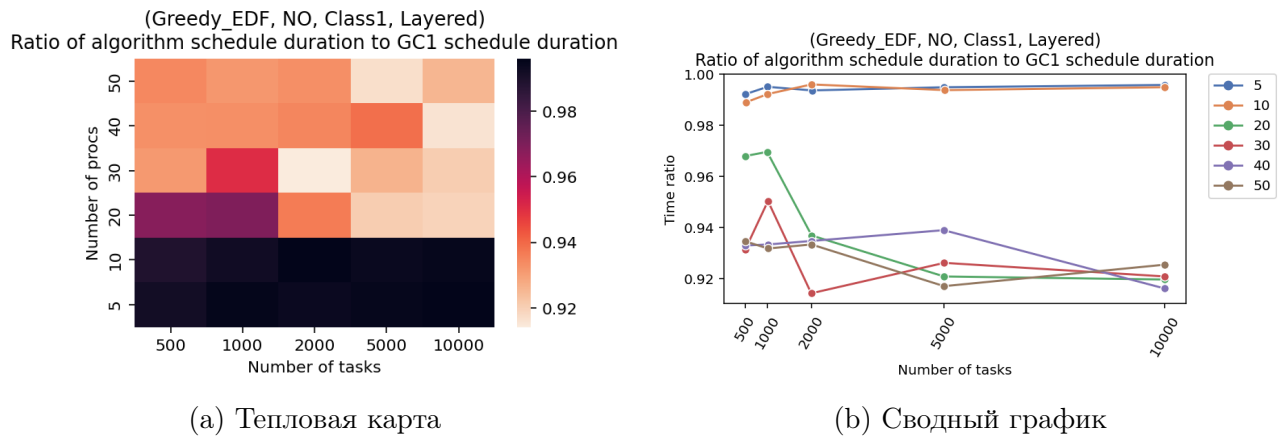 (Greedy_EDF, NO, Class1, Layered)
Ratio of algorithm schedule duration to GC1 schedule duration
Number of procs
50
40
30
20
10
5
500 1000 2000 5000 10000
Number of tasks
0.98
0.96
0.94
0.92
(a) Тепловая карта
(Greedy_EDF, NO, Class1, Layered)
Ratio of algorithm schedule duration to GC1 schedule duration
Time ratio
1.00
0.98
0.96
0.94
0.92
500 1000 2000 5000 10000
Number of tasks
5
10
20
30
40
50
(b) Сводный график